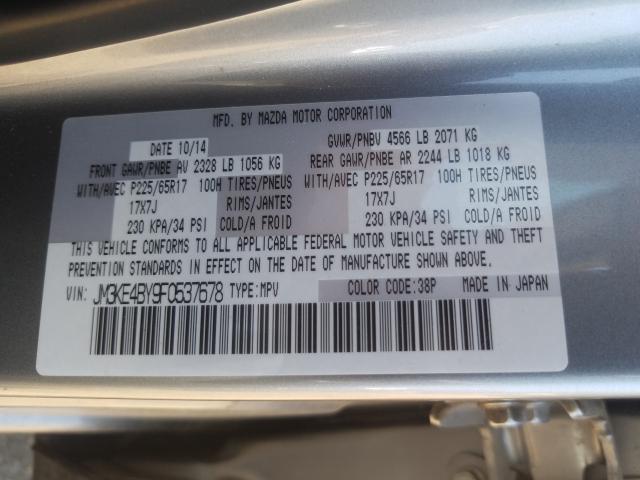 MFD. BY MAZDA MOTOR CORPORATION
DATE 10/14 GVWR/PNBV 4566 LB 2071 KG
FRONT GAWR/PNBE AV 2328 LB 1056 KG REAR GAWR/PNBE AR 2244 LB 1018 KG
WITH/AVEC P225/65R17 100H TIRES/PNEUS WITH/AVEC P225/65R17 100H TIRES/PNEUS
17X7J RIMS/JANTES 17X7J RIMS/JANTES
230 KPA/34 PSI COLD/A FROID 230 KPA/34 PSI COLD/A FROID
THIS VEHICLE CONFORMS TO ALL APPLICABLE FEDERAL MOTOR VEHICLE SAFETY AND THEFT
PREVENTION STANDARDS IN EFFECT ON THE DATE OF MANUFACTURE SHOWN ABOVE.
VIN: JM3KE4BY9F0537678 TYPE:MPV COLOR CODE:38P MADE IN JAPAN